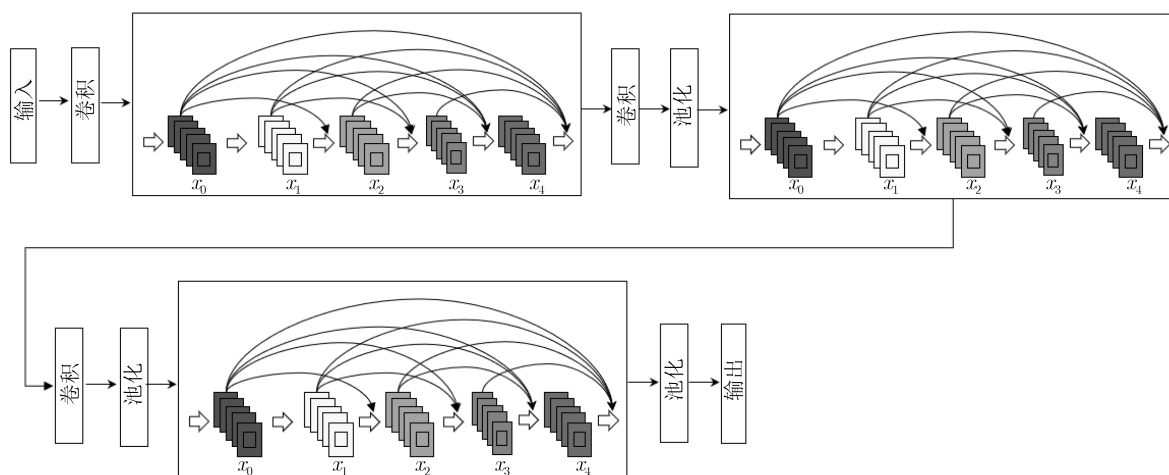 输入
卷积
x₀ x₁ x₂ x₃ x₄
卷积
池化
x₀ x₁ x₂ x₃ x₄
卷积
池化
x₀ x₁ x₂ x₃ x₄
池化
输出